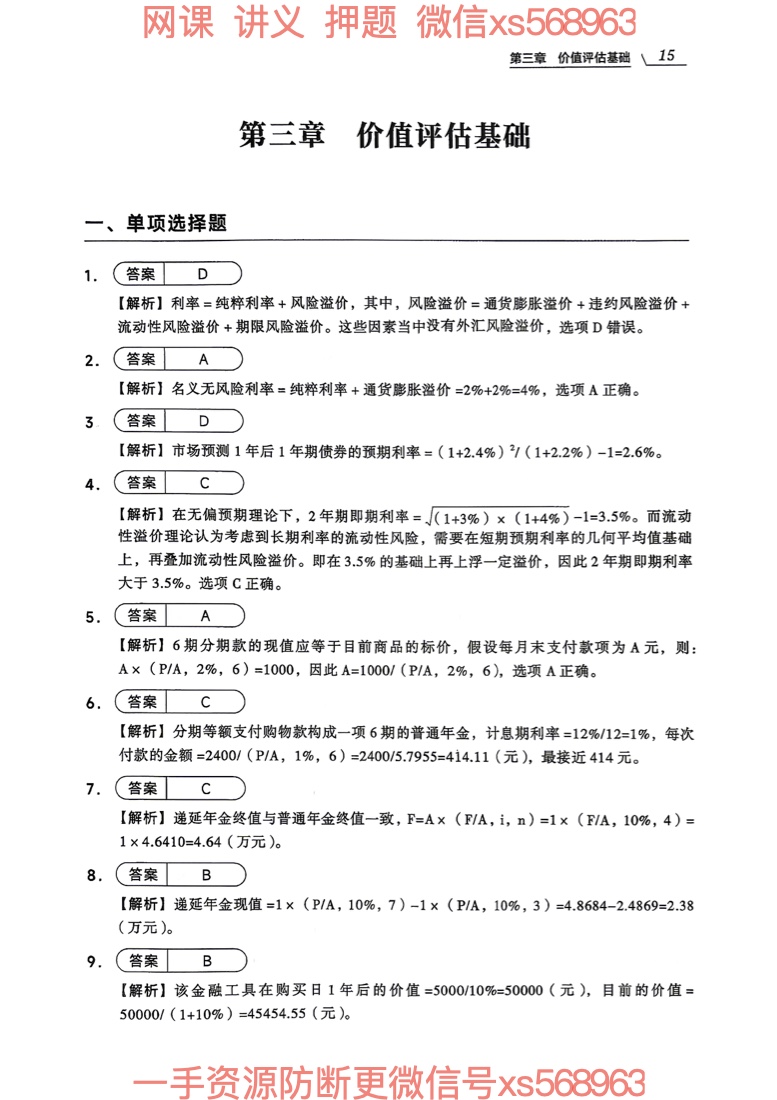 网课 讲义 押题 微信xs568963
第三章 价值评估基础 15
第三章 价值评估基础
一、单项选择题
1. 答案 D
【解析】利率=纯粹利率+风险溢价，其中，风险溢价=通货膨胀溢价+违约风险溢价+
流动性风险溢价+期限风险溢价。这些因素当中没有外汇风险溢价，选项 D 错误。
2. 答案 A
【解析】名义无风险利率=纯粹利率+通货膨胀溢价=2%+2%=4%，选项 A 正确。
3. 答案 D
【解析】市场预测 1 年后 1 年期债券的预期利率=（1+2.4%）²/（1+2.2%）-1=2.6%。
4. 答案 C
【解析】在无偏预期理论下，2 年期即期利率=√（1+3%）×（1+4%）-1=3.5%。而流动
性溢价理论认为考虑到长期利率的流动性风险，需要在短期预期利率的几何平均值基础
上，再叠加流动性风险溢价。即在 3.5% 的基础上再上浮一定溢价，因此 2 年期即期利率
大于 3.5%。选项 C 正确。
5. 答案 A
【解析】6 期分期款的现值应等于目前商品的标价，假设每月末支付款项为 A 元，则：
A×（P/A，2%，6）=1000，因此 A=1000/（P/A，2%，6），选项 A 正确。
6. 答案 C
【解析】分期等额支付购物款构成一项 6 期的普通年金，计息期利率=12%/12=1%，每次
付款的金额=2400/（P/A，1%，6）=2400/5.7955=414.11（元），最接近 414 元。
7. 答案 C
【解析】递延年金终值与普通年金终值一致，F=A×（F/A，i，n）=1×（F/A，10%，4）=
1×4.6410=4.64（万元）。
8. 答案 B
【解析】递延年金现值=1×（P/A，10%，7）-1×（P/A，10%，3）=4.8684-2.4869=2.38
（万元）。
9. 答案 B
【解析】该金融工具在购买日 1 年后的价值=5000/10%=50000（元），目前的价值=
50000/（1+10%）=45454.55（元）。
一手资源防断更微信号xs568963